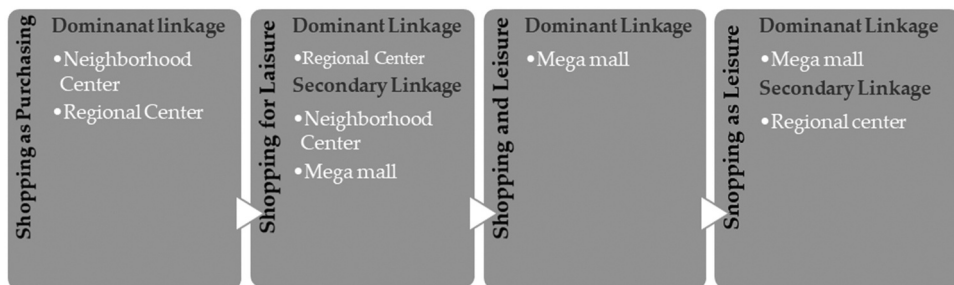 Shopping as Purchasing
Dominanat linkage
•Neighborhood
Center
•Regional Center
Shopping for Laisure
Dominant Linkage
•Regional Center
Secondary Linkage
•Neighborhood
Center
•Mega mall
Shopping and Leisure
Dominant Linkage
•Mega mall
Snopping as Leisure
Dominant Linkage
•Mega mall
Secondary Linkage
•Regional center